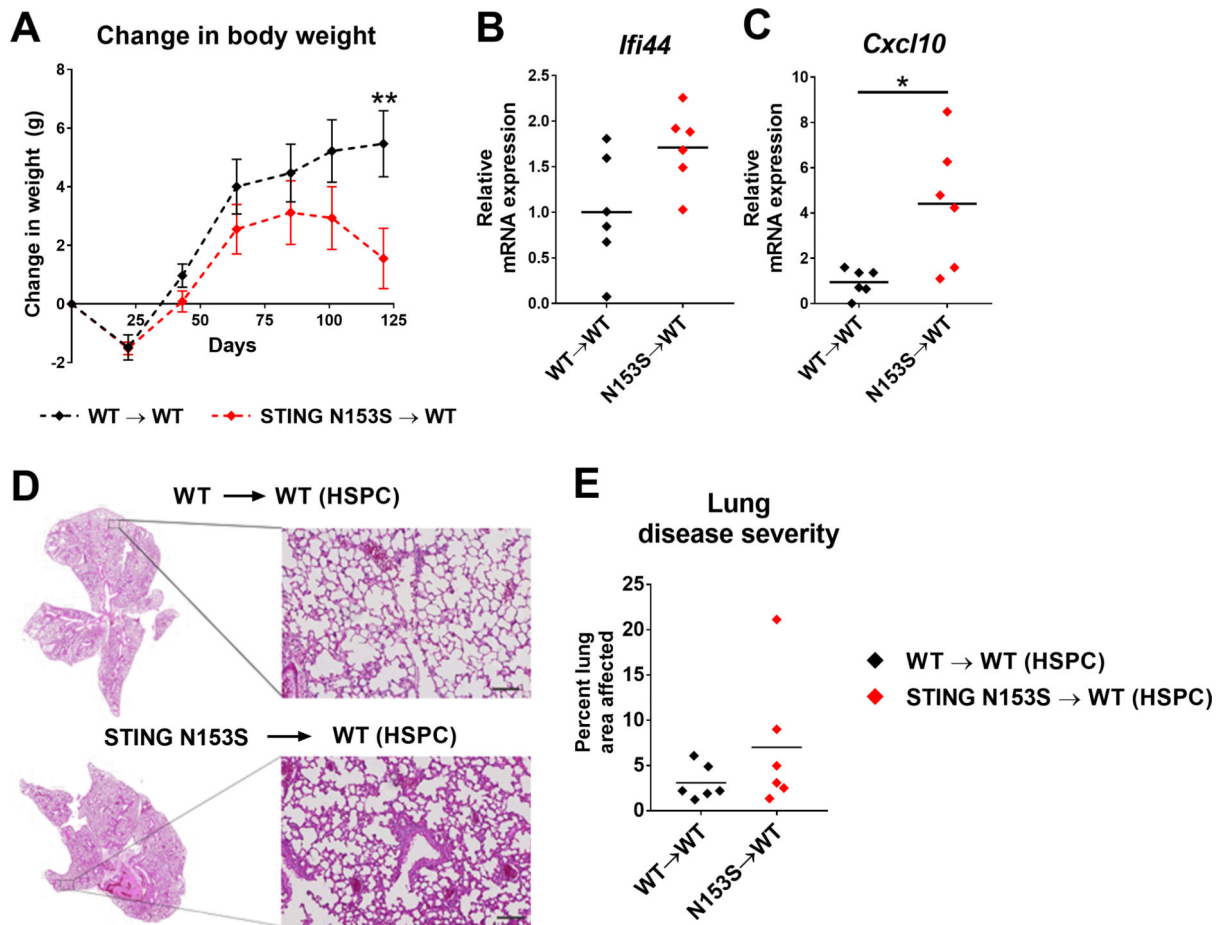 A
Change in body weight
Change in weight (g)
8
6
4
2
0
-2
25
50
75
100
125
Days
**
WT → WT
STING N153S → WT
B
Ifi44
Relative
mRNA expression
2.5
2.0
1.5
1.0
0.5
0.0
WT→WT
N153S→WT
C
Cxcl10
Relative
mRNA expression
10
8
6
4
2
0
*
WT→WT
N153S→WT
D
WT → WT (HSPC)
STING N153S → WT (HSPC)
E
Lung
disease severity
Percent lung
area affected
25
20
15
10
5
0
WT→WT
N153S→WT
WT → WT (HSPC)
STING N153S → WT (HSPC)